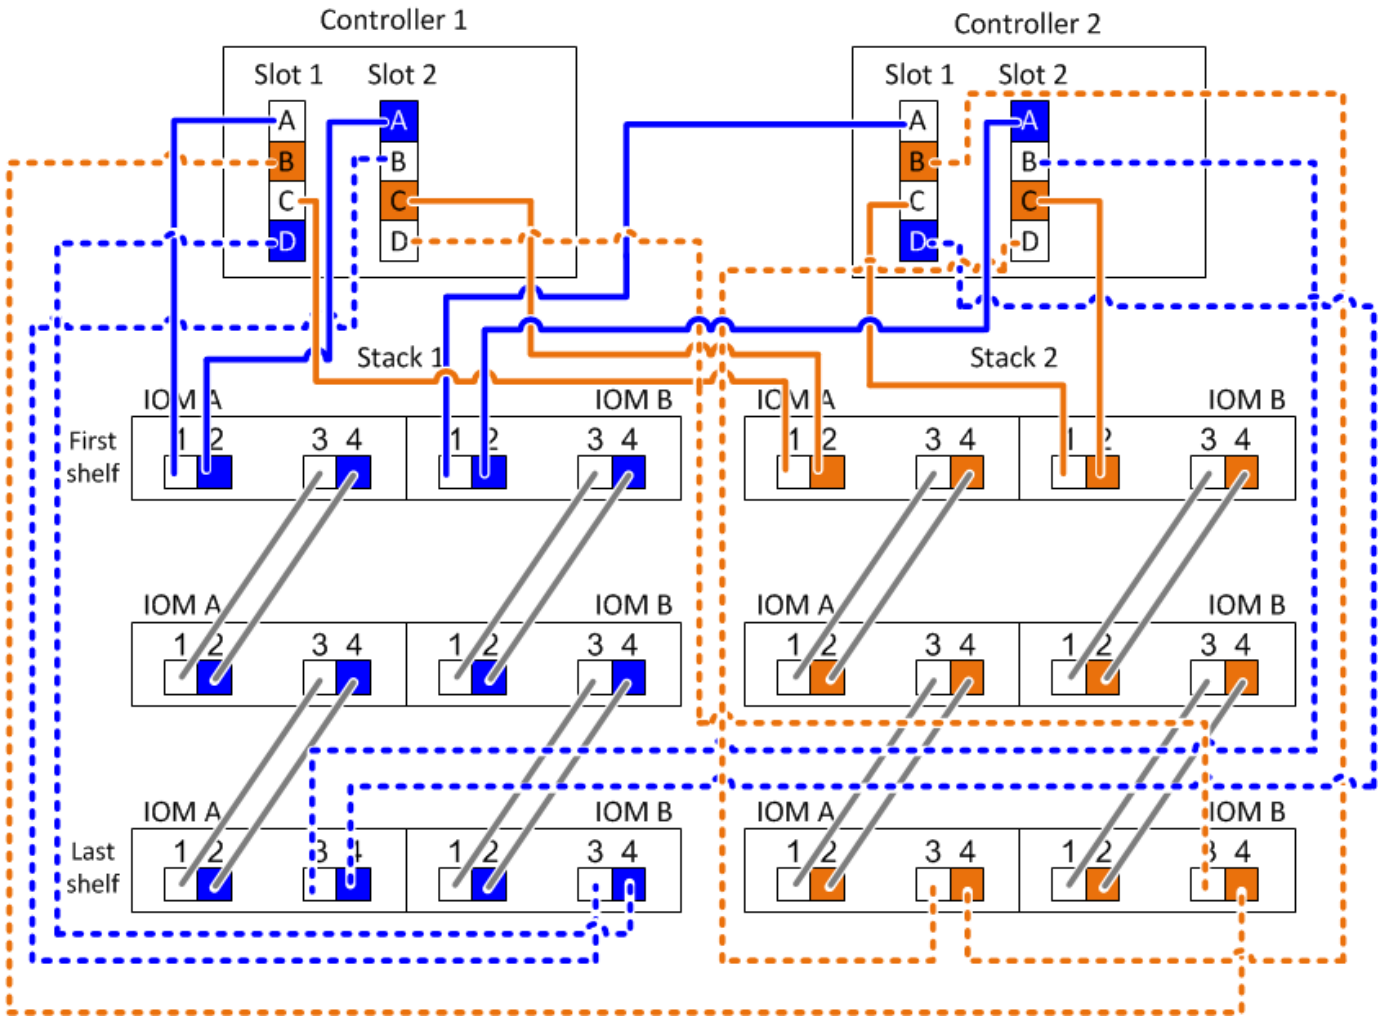 Controller 1
Controller 2
Slot 1 Slot 2
Slot 1 Slot 2
A A
B B
C C
D D
A A
B B
C C
D D
Stack 1
Stack 2
IOM A IOM B
IOM A IOM B
First shelf
1 2 3 4 1 2 3 4
1 2 3 4 1 2 3 4
IOM A IOM B
IOM A IOM B
1 2 3 4 1 2 3 4
1 2 3 4 1 2 3 4
IOM A IOM B
IOM A IOM B
Last shelf
1 2 3 4 1 2 3 4
1 2 3 4 1 2 3 4